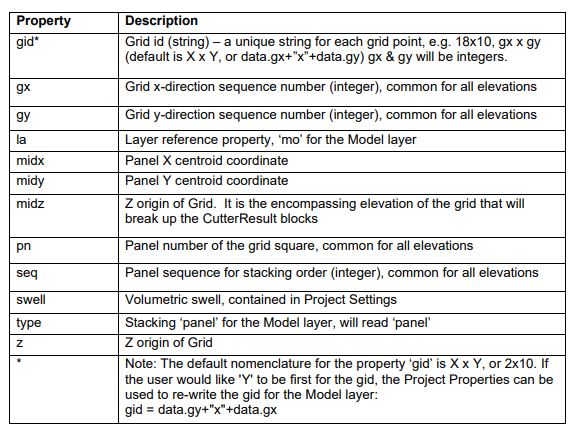 Property Description
gid* Grid id (string) – a unique string for each grid point, e.g. 18x10, gx x gy
(default is X x Y, or data.gx+”x”+data.gy) gx & gy will be integers.
gx Grid x-direction sequence number (integer), common for all elevations
gy Grid y-direction sequence number (integer), common for all elevations
la Layer reference property, ‘mo’ for the Model layer
midx Panel X centroid coordinate
midy Panel Y centroid coordinate
midz Z origin of Grid. It is the encompassing elevation of the grid that will
break up the CutterResult blocks
pn Panel number of the grid square, common for all elevations
seq Panel sequence for stacking order (integer), common for all elevations
swell Volumetric swell, contained in Project Settings
type Stacking ‘panel’ for the Model layer, will read ‘panel’
z Z origin of Grid
* Note: The default nomenclature for the property ‘gid’ is X x Y, or 2x10. If
the user would like 'Y' to be first for the gid, the Project Properties can be
used to re-write the gid for the Model layer:
gid = data.gy+"x"+data.gx